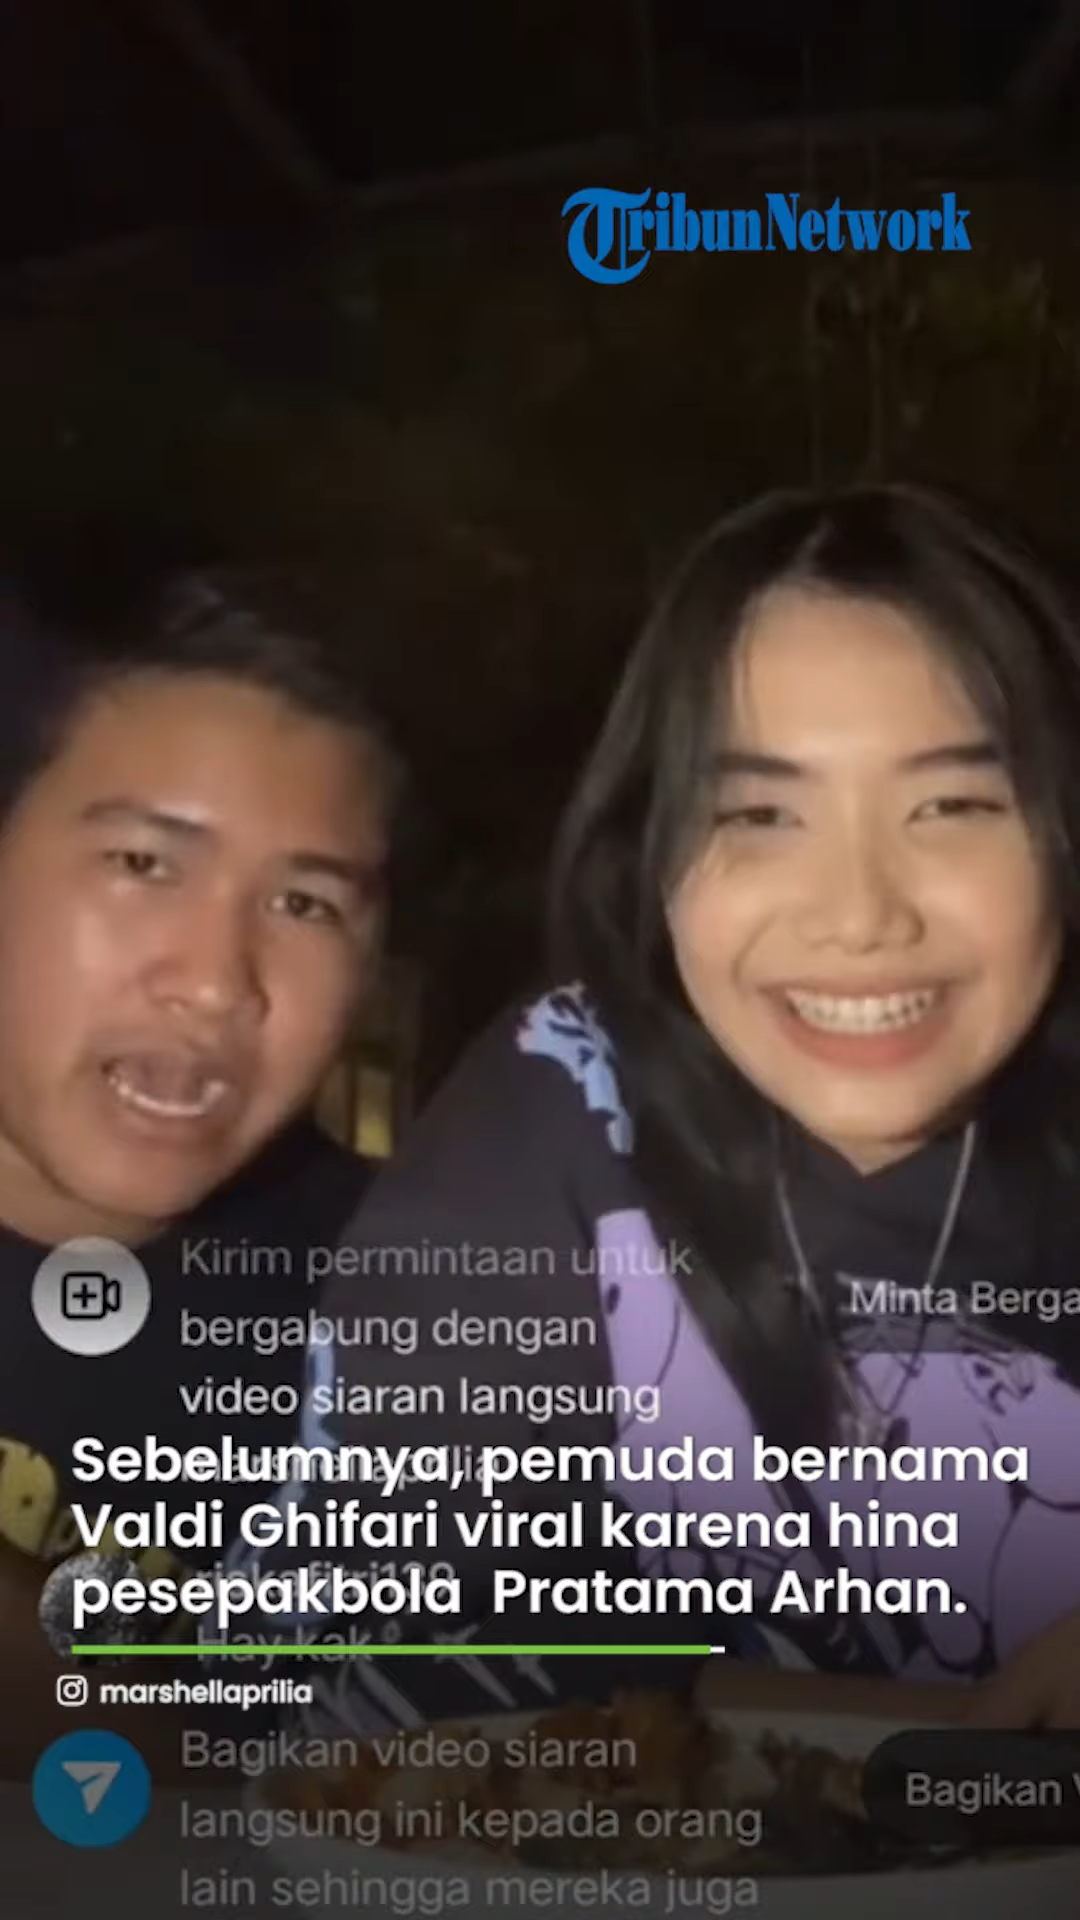 TribunNetwork
Kirim permintaan untuk
bergabung dengan
video siaran langsung
marshellaprilia
Minta Berga
Sebelumnya, pemuda bernama
Valdi Ghifari viral karena hina
pesepakbola Pratama Arhan.
Hay kak
marshellaprilia
Bagikan video siaran
langsung ini kepada orang
lain sehingga mereka juga
Bagikan V